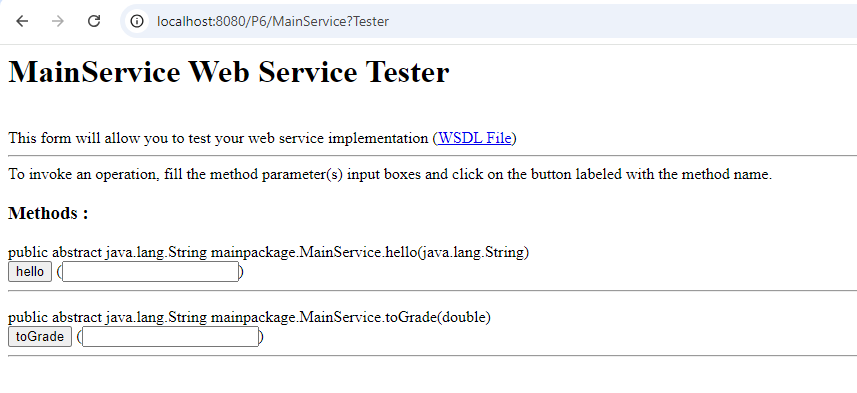 localhost:8080/P6/MainService?Tester
MainService Web Service Tester
This form will allow you to test your web service implementation (WSDL File)
To invoke an operation, fill the method parameter(s) input boxes and click on the button labeled with the method name.
Methods :
public abstract java.lang.String mainpackage.MainService.hello(java.lang.String)
hello ( )
public abstract java.lang.String mainpackage.MainService.toGrade(double)
toGrade ( )